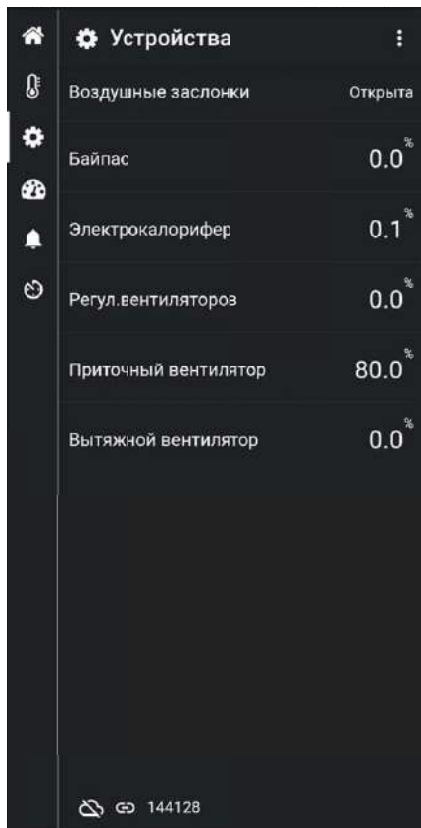 Устройства
Воздушные заслонки Открыта
Байпас 0.0 %
Электрокалорифер 0.1 %
Регул.вентиляторов 0.0 %
Приточный вентилятор 80.0 %
Вытяжной вентилятор 0.0 %
144128